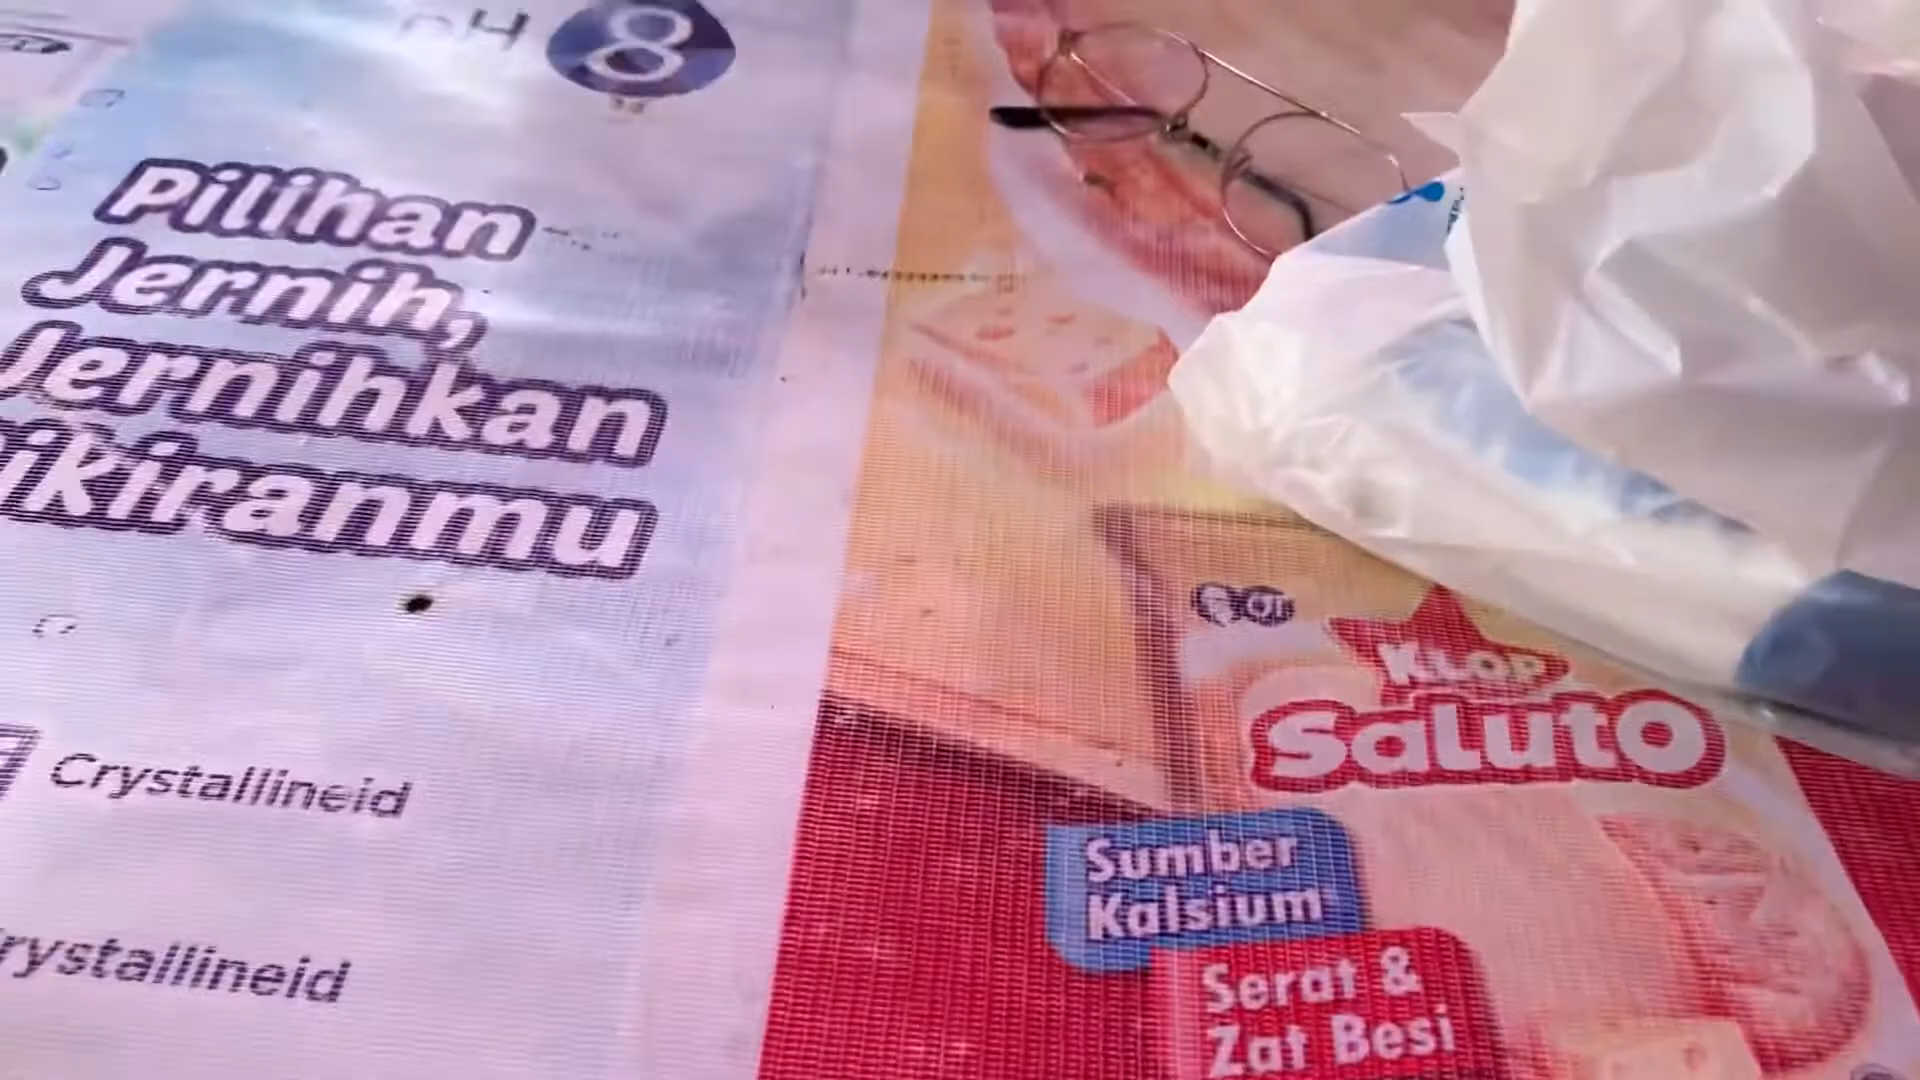 pH 8
Pilihan
Jernih,
Jernihkan
ikiranmu
Crystallineid
rystallineid
KLOP
Saluto
Sumber
Kalsium
Serat &
Zat Besi